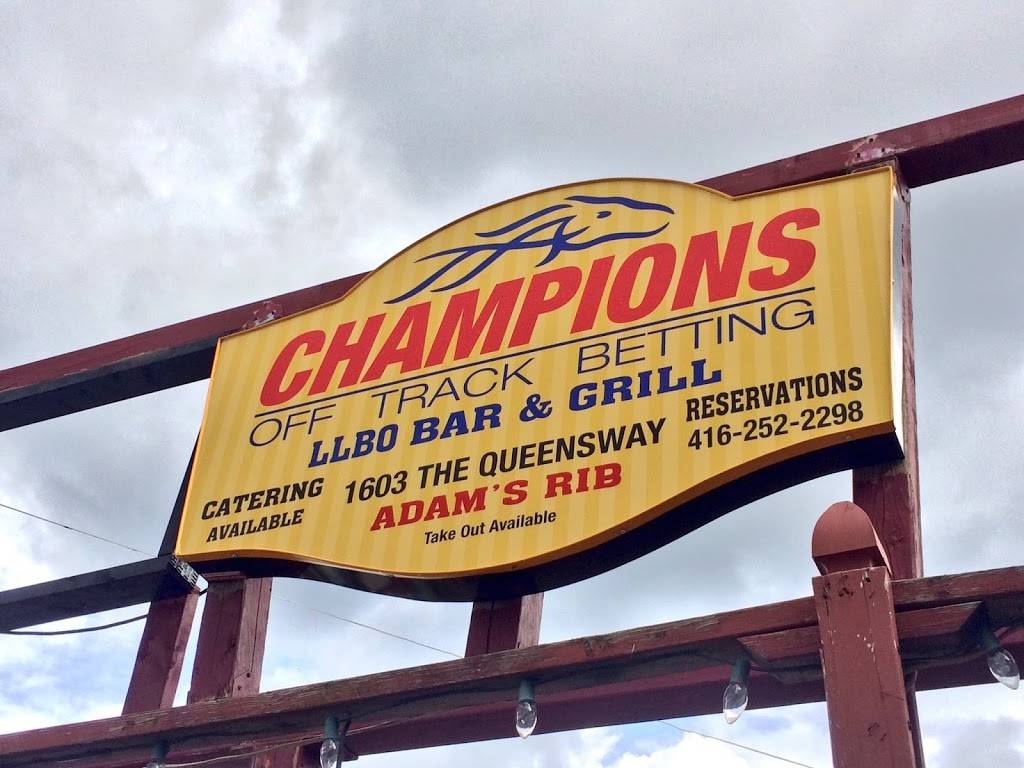 CHAMPIONS
OFF TRACK BETTING
LLBO BAR & GRILL
CATERING
AVAILABLE
1603 THE QUEENSWAY
ADAM'S RIB
Take Out Available
RESERVATIONS
416-252-2298